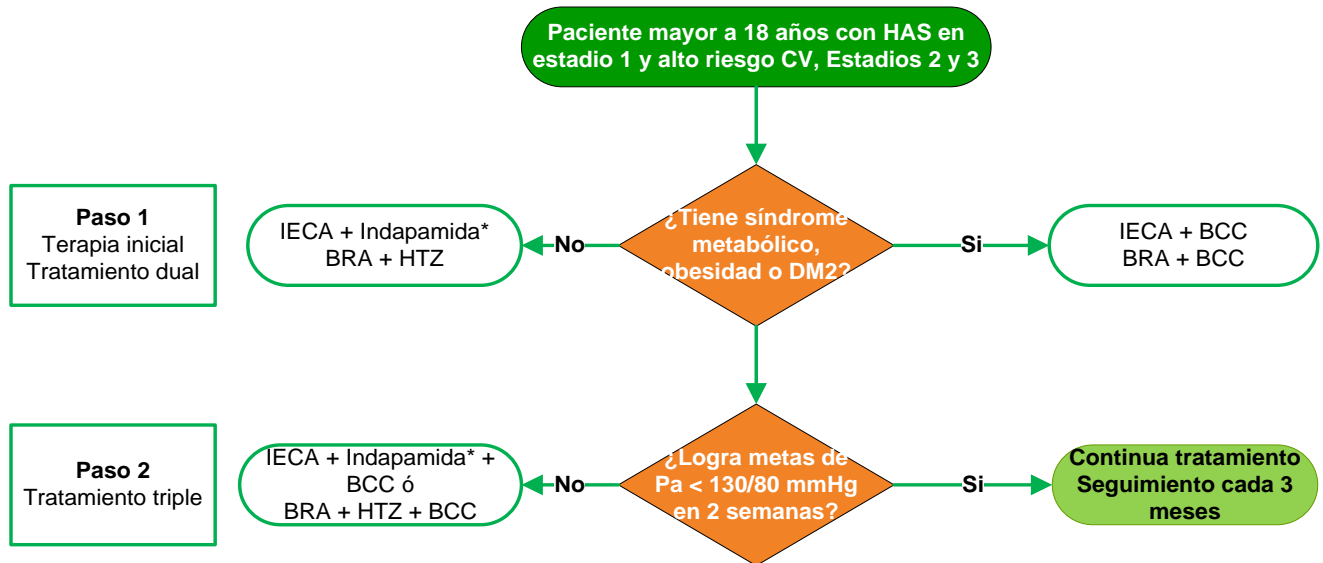 Paciente mayor a 18 años con HAS en
estadio 1 y alto riesgo CV, Estadios 2 y 3
Paso 1
Terapia inicial
Tratamiento dual
IECA + Indapamida*
BRA + HTZ
No
¿Tiene síndrome
metabólico,
obesidad o DM2?
Si
IECA + BCC
BRA + BCC
Paso 2
Tratamiento triple
IECA + Indapamida* +
BCC ó
BRA + HTZ + BCC
No
¿Logra metas de
Pa < 130/80 mmHg
en 2 semanas?
Si
Continua tratamiento
Seguimiento cada 3
meses